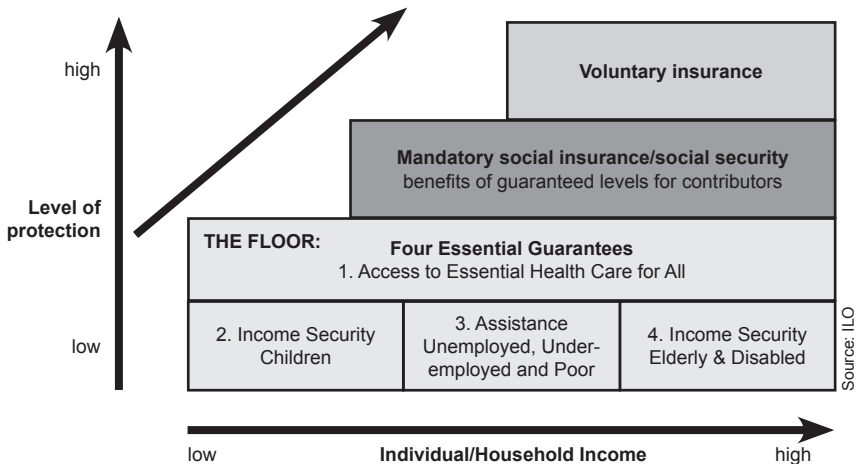 high
Voluntary insurance
Mandatory social insurance/social security
benefits of guaranteed levels for contributors
Level of
protection
THE FLOOR:
Four Essential Guarantees
1. Access to Essential Health Care for All
low
2. Income Security
Children
3. Assistance
Unemployed, Under-
employed and Poor
4. Income Security
Elderly & Disabled
Source: ILO
low
Individual/Household Income
high